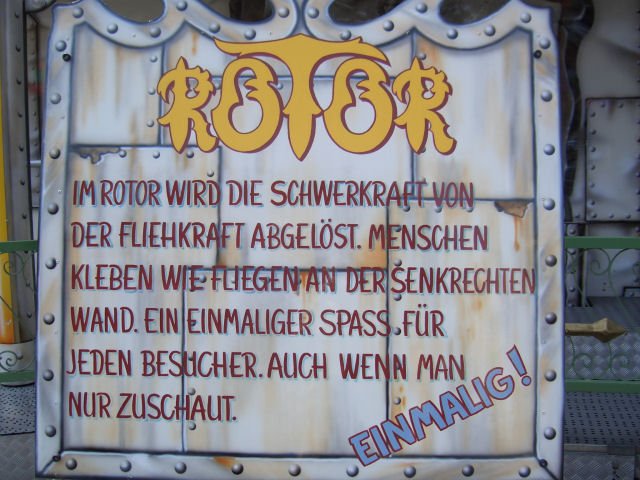 ROTOR
IM ROTOR WIRD DIE SCHWERKRAFT VON
DER FLIEHKRAFT ABGELÖST. MENSCHEN
KLEBEN WIE FLIEGEN AN DER SENKRECHTEN
WAND. EIN EINMALIGER SPASS FÜR
JEDEN BESUCHER. AUCH WENN MAN
NUR ZUSCHAUT.
EINMALIG!